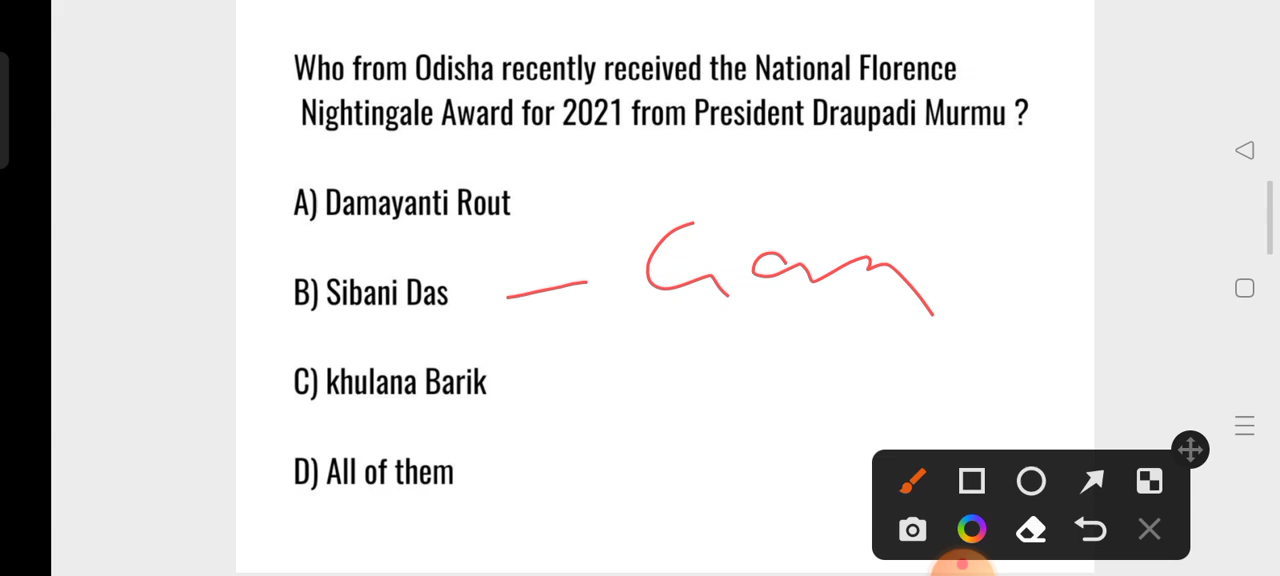 Who from Odisha recently received the National Florence
Nightingale Award for 2021 from President Draupadi Murmu ?
A) Damayanti Rout
B) Sibani Das
C) khulana Barik
D) All of them